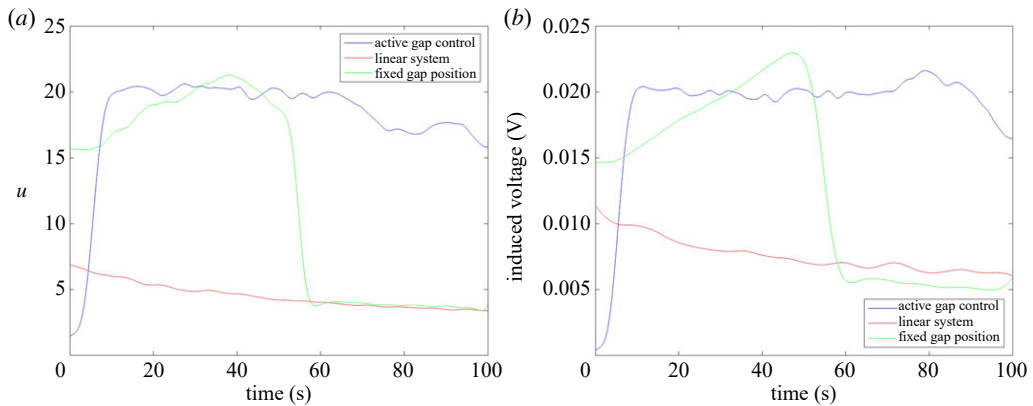 (a)
active gap control
linear system
fixed gap position
25
20
15
10
5
u
0 20 40 60 80 100
time (s)
(b)
0.025
0.020
0.015
0.010
0.005
induced voltage (V)
active gap control
linear system
fixed gap position
0 20 40 60 80 100
time (s)